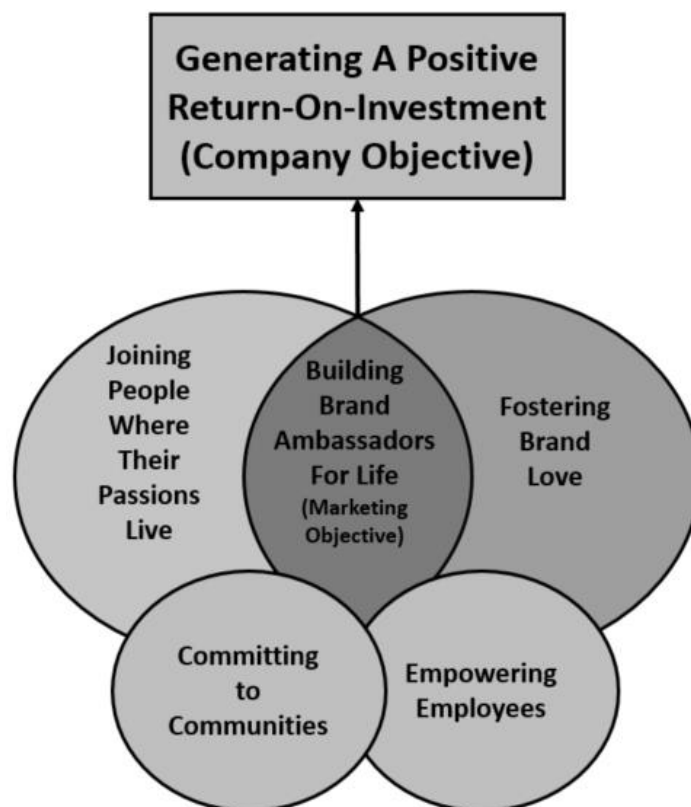 Generating A Positive
Return-On-Investment
(Company Objective)
Joining
People
Where
Their
Passions
Live
Building
Brand
Ambassadors
For Life
(Marketing
Objective)
Fostering
Brand
Love
Committing
to
Communities
Empowering
Employees